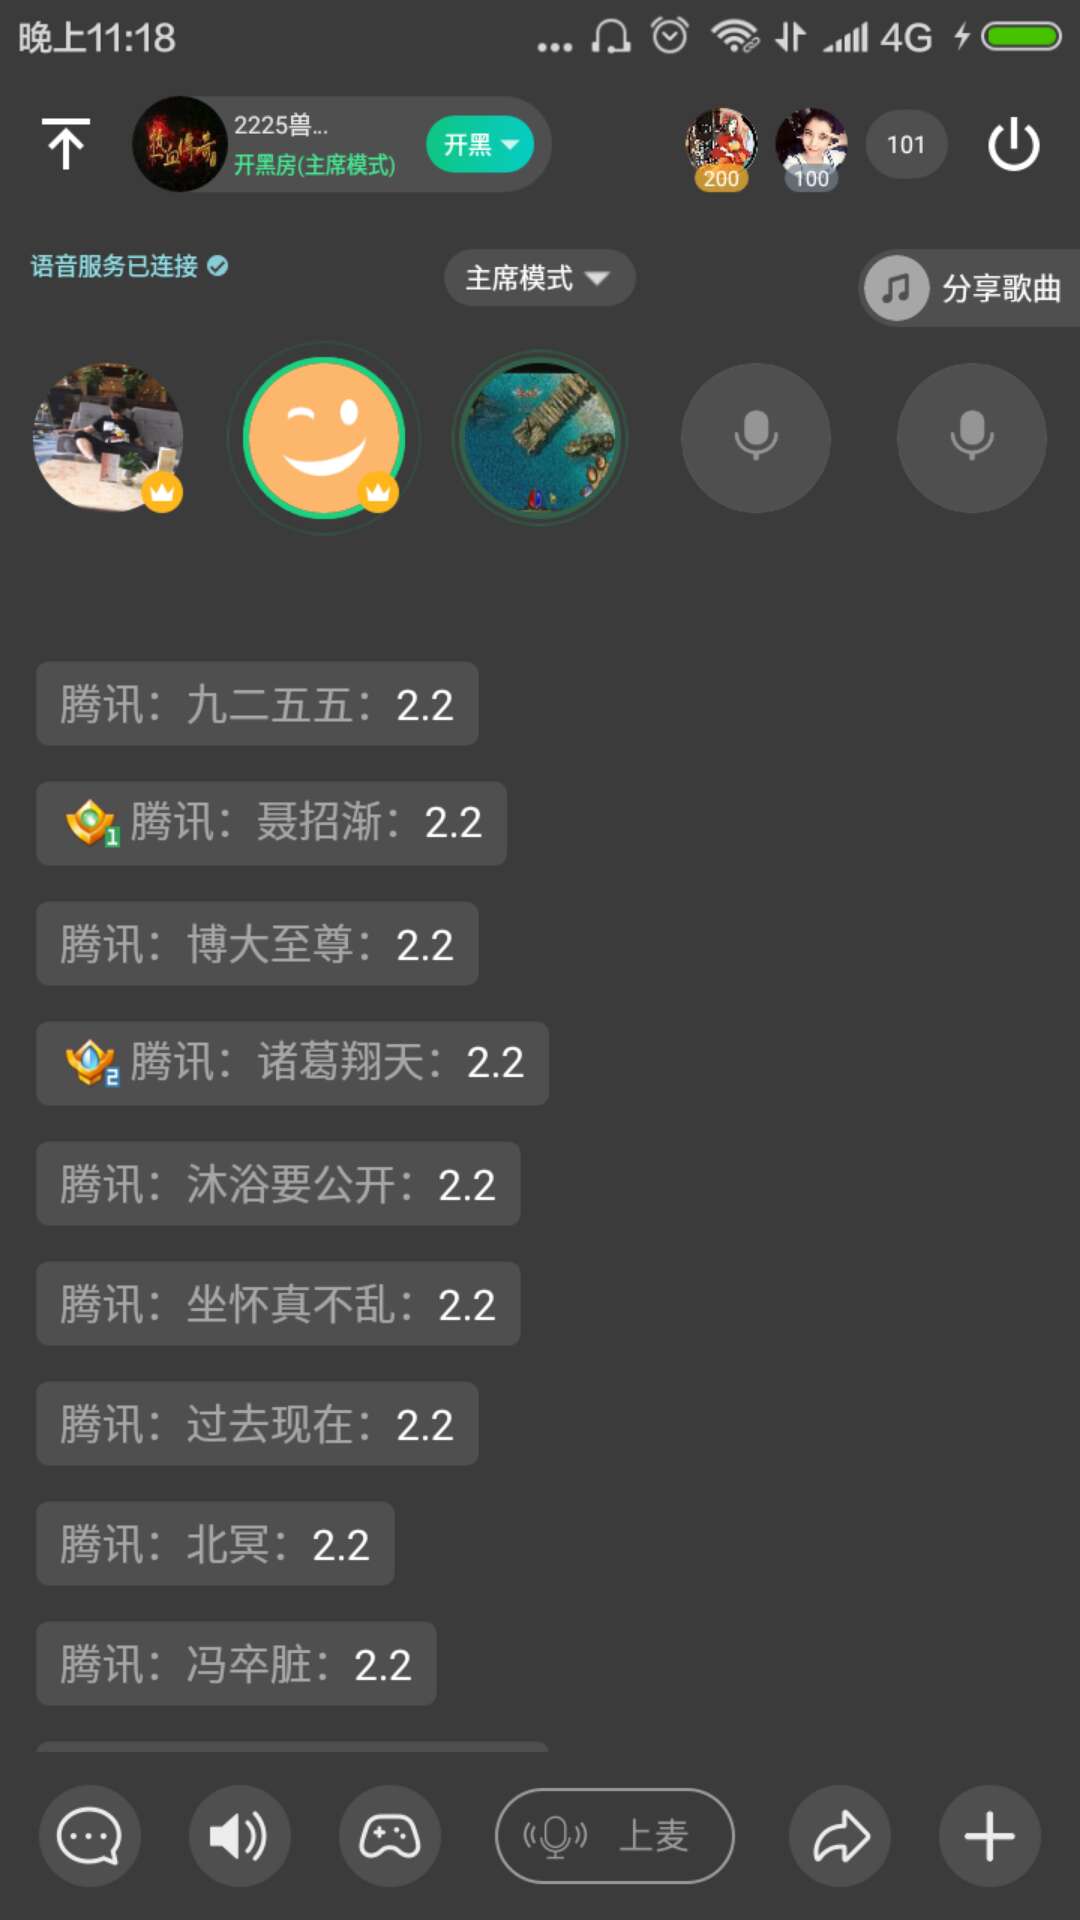 晚上11:18
4G
2225兽...
开黑房(主席模式)
开黑
热血传奇
200
100
101
语音服务已连接
主席模式
分享歌曲
腾讯：九二五五：2.2
1 腾讯：聂招渐：2.2
腾讯：博大至尊：2.2
2 腾讯：诸葛翔天：2.2
腾讯：沐浴要公开：2.2
腾讯：坐怀真不乱：2.2
腾讯：过去现在：2.2
腾讯：北冥：2.2
腾讯：冯卒脏：2.2
上麦